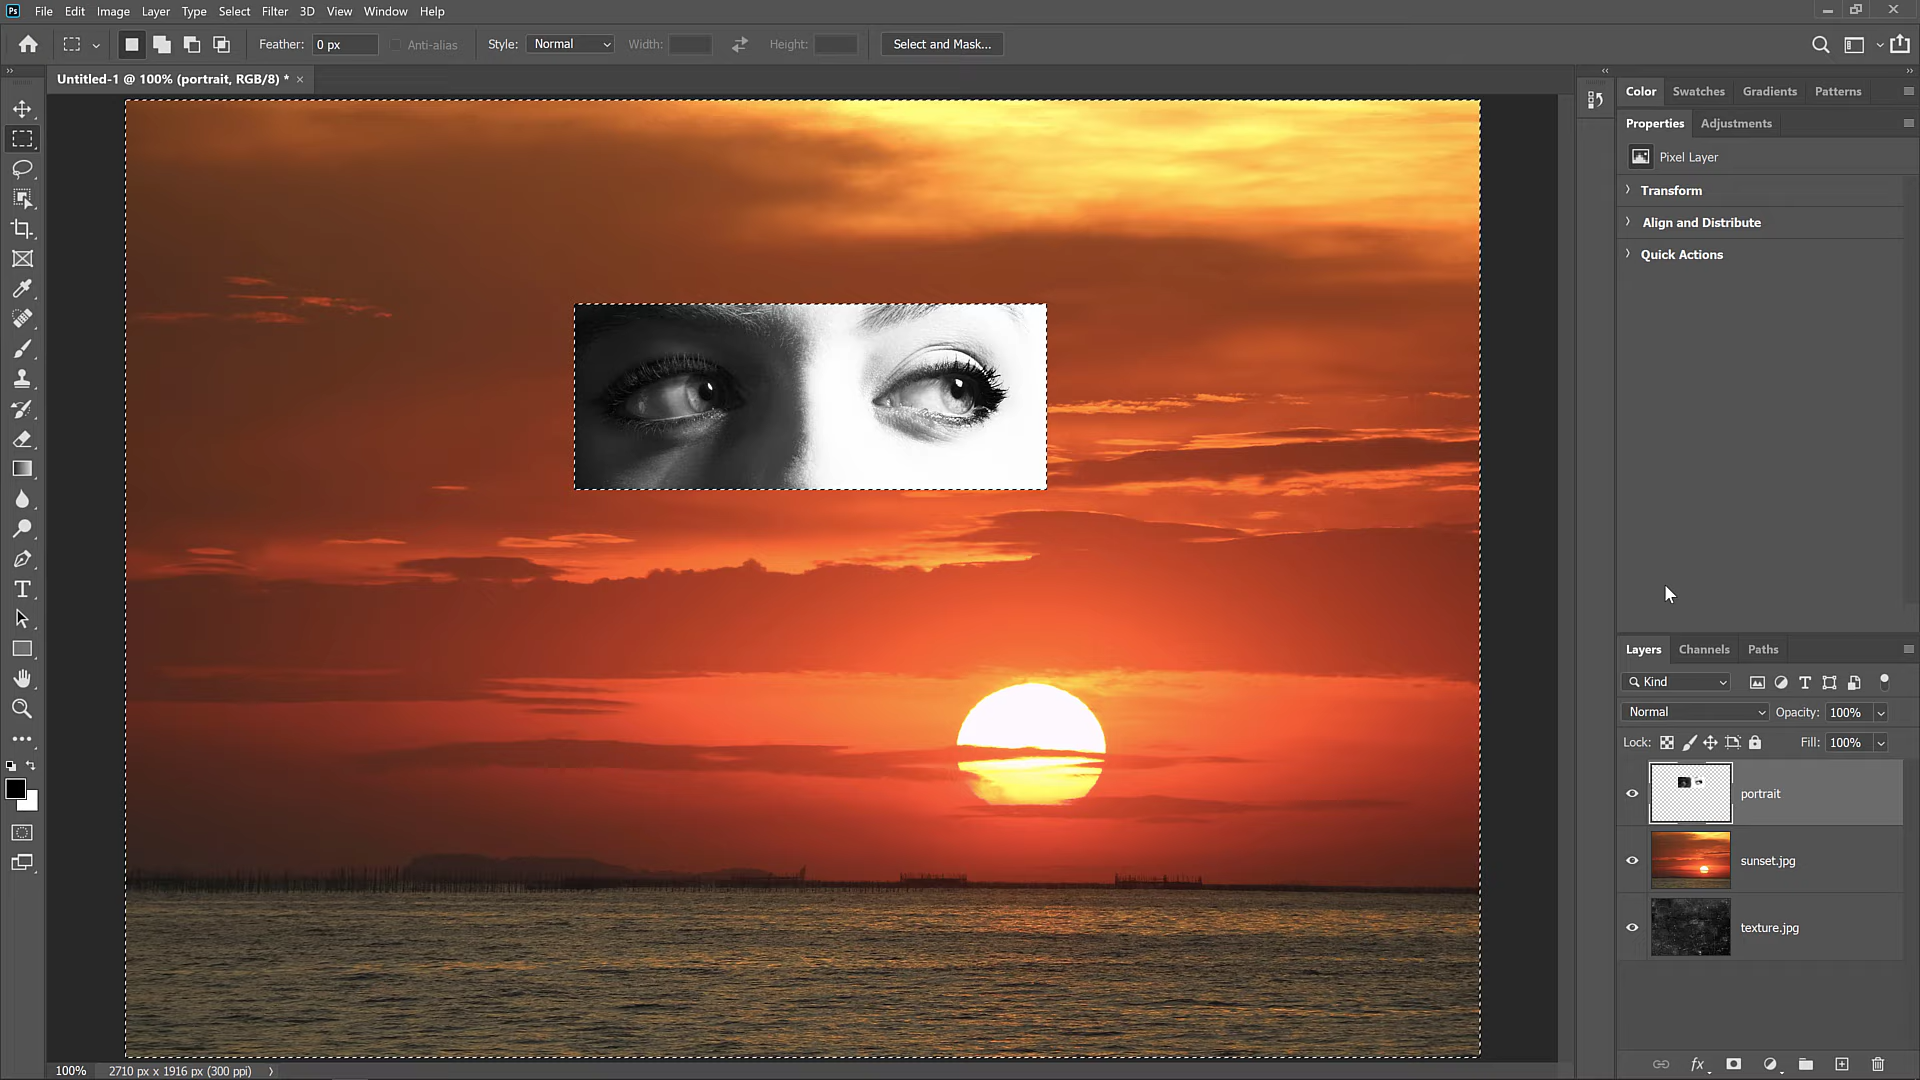 Ps File Edit Image Layer Type Select Filter 3D View Window Help
Feather: 0 px Anti-alias Style: Normal Width: Height: Select and Mask...
Untitled-1 @ 100% (portrait, RGB/8) * ×
Color Swatches Gradients Patterns
Properties Adjustments
Pixel Layer
Transform
Align and Distribute
Quick Actions
Layers Channels Paths
Kind
Normal Opacity: 100%
Lock: Fill: 100%
portrait
sunset.jpg
texture.jpg
fx
100% 2710 px x 1916 px (300 ppi)